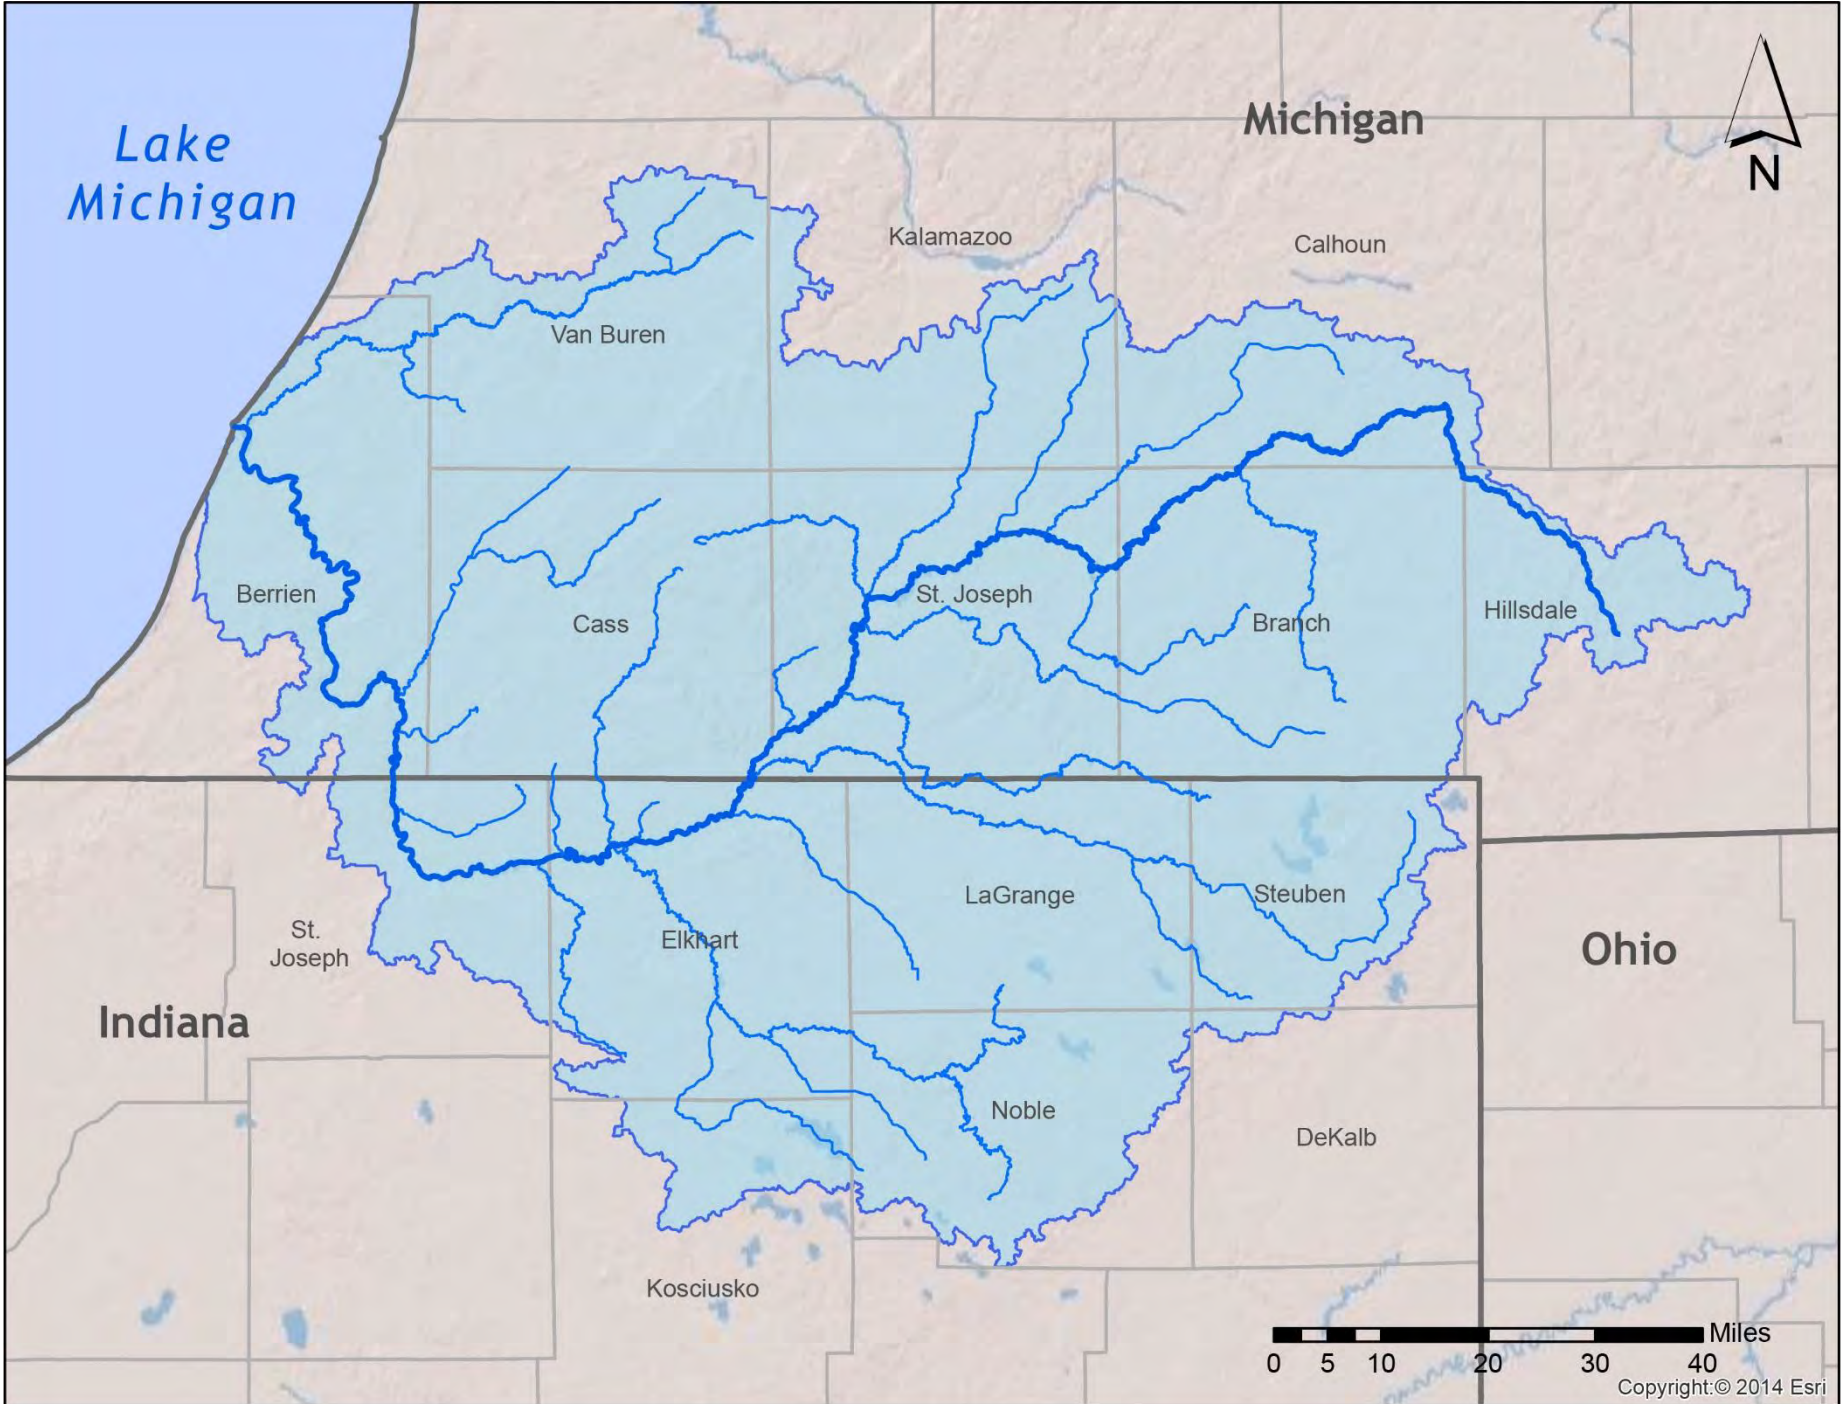 Lake
Michigan
Michigan
N
Kalamazoo
Calhoun
Van Buren
Berrien
Cass
St. Joseph
Branch
Hillsdale
LaGrange
Steuben
St.
Joseph
Elkhart
Ohio
Indiana
Noble
DeKalb
Kosciusko
Miles
0 5 10 20 30 40
Copyright:© 2014 Esri